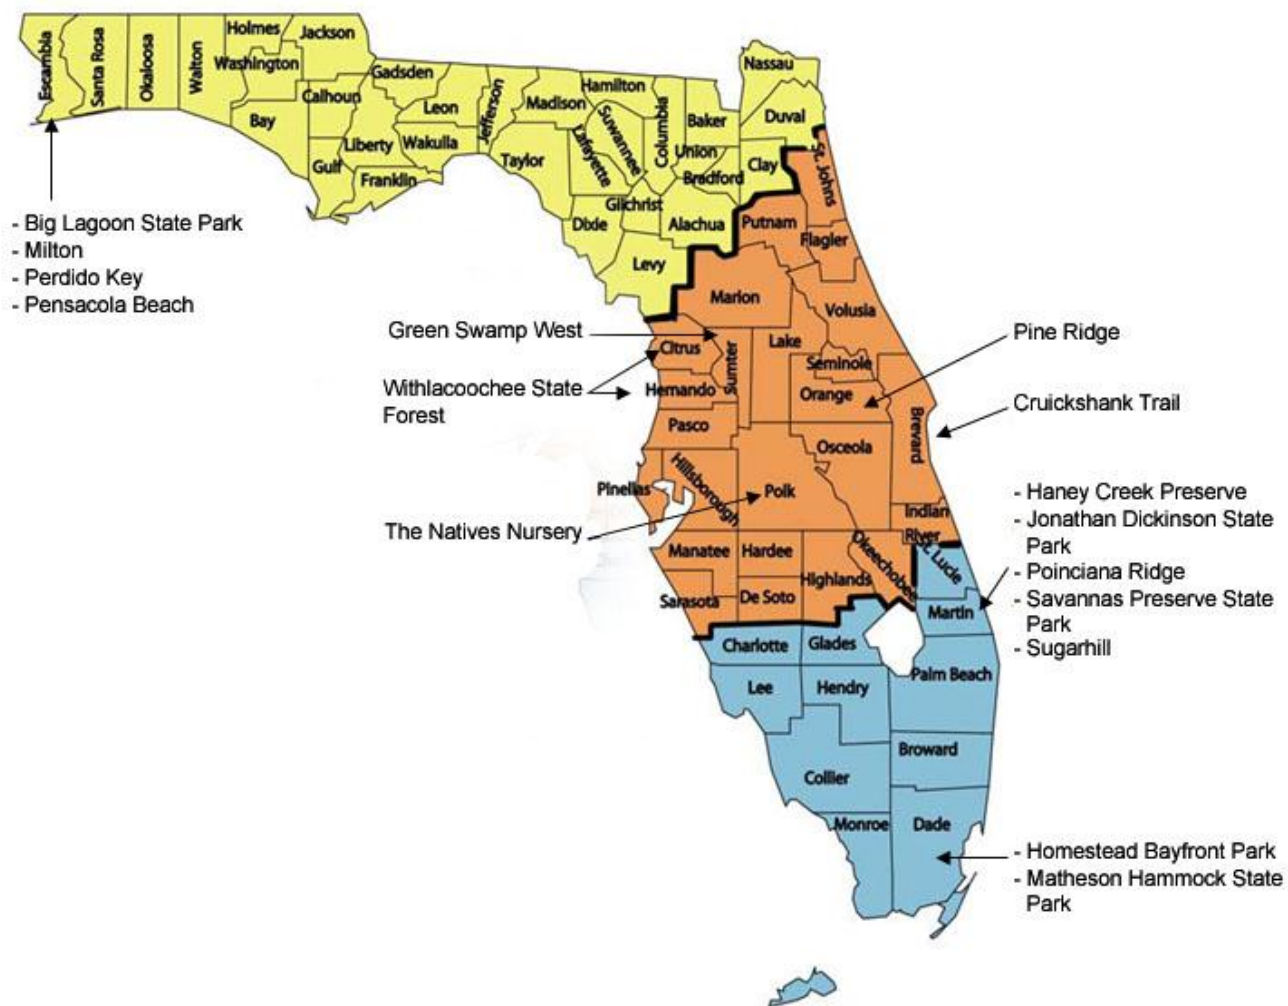 Escambia
Santa Rosa
Okaloosa
Walton
Holmes
Jackson
Washington
Calhoun
Bay
Gulf
Liberty
Gadsden
Leon
Wakulla
Franklin
Jefferson
Madison
Taylor
Hamilton
Suwannee
Lafayette
Columbia
Baker
Union
Bradford
Nassau
Duval
Clay
Gilchrist
Dixie
Alachua
Levy
St. Johns
Putnam
Flagler
Marion
Volusia
- Big Lagoon State Park
- Milton
- Perdido Key
- Pensacola Beach
Green Swamp West
Withlacoochee State
Forest
The Natives Nursery
Citrus
Sumter
Lake
Seminole
Hernando
Orange
Pasco
Brevard
Osceola
Pinellas
Hillsborough
Polk
Indian
River
Manatee
Hardee
Okeechobee
St. Lucie
Highlands
Sarasota
De Soto
Martin
Charlotte
Glades
Palm Beach
Lee
Hendry
Broward
Collier
Monroe
Dade
Pine Ridge
Cruickshank Trail
- Haney Creek Preserve
- Jonathan Dickinson State
Park
- Poinciana Ridge
- Savannas Preserve State
Park
- Sugarhill
- Homestead Bayfront Park
- Matheson Hammock State
Park